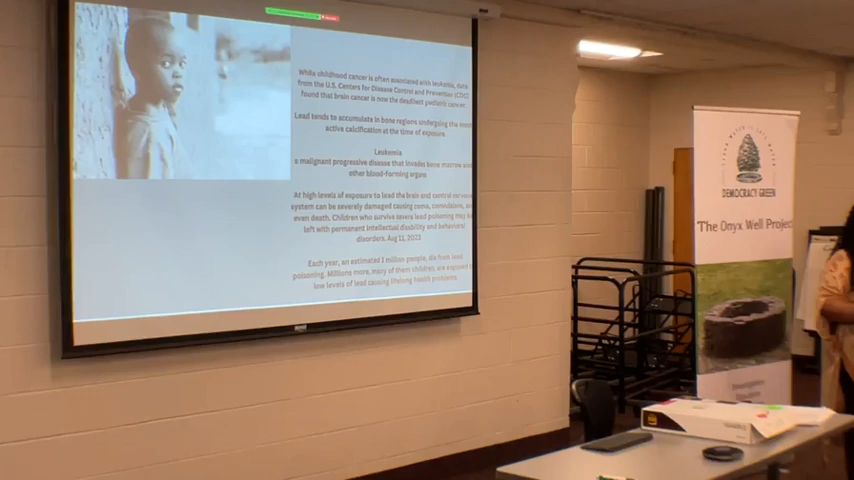 While childhood cancer is often associated with leukemia, data
from the U.S. Centers for Disease Control and Prevention (CDC)
found that brain cancer is now the deadliest pediatric cancer.
Lead tends to accumulate in bone regions undergoing the most
active calcification at the time of exposure.
Leukemia
a malignant progressive disease that invades bone marrow and
other blood-forming organs
At high levels of exposure to lead the brain and central nervous
system can be severely damaged causing coma, convulsions, and
even death. Children who survive severe lead poisoning may be
left with permanent intellectual disability and behavioral
disorders. Aug 11, 2023
Each year, an estimated 1 million people, die from lead
poisoning. Millions more, many of them children, are exposed to
low levels of lead causing lifelong health problems.
DEMOCRACY GREEN
The Onyx Well Project